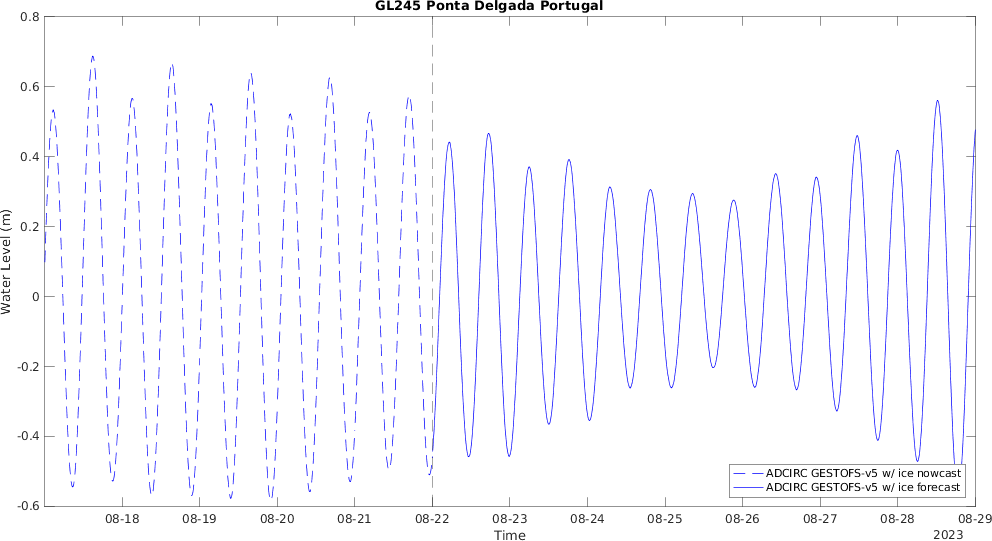 GL245 Ponta Delgada Portugal
0.8
0.6
0.4
0.2
0
-0.2
-0.4
-0.6
Water Level (m)
ADCIRC GESTOFS-v5 w/ ice nowcast
ADCIRC GESTOFS-v5 w/ ice forecast
08-18 08-19 08-20 08-21 08-22 08-23 08-24 08-25 08-26 08-27 08-28 08-29
Time
2023